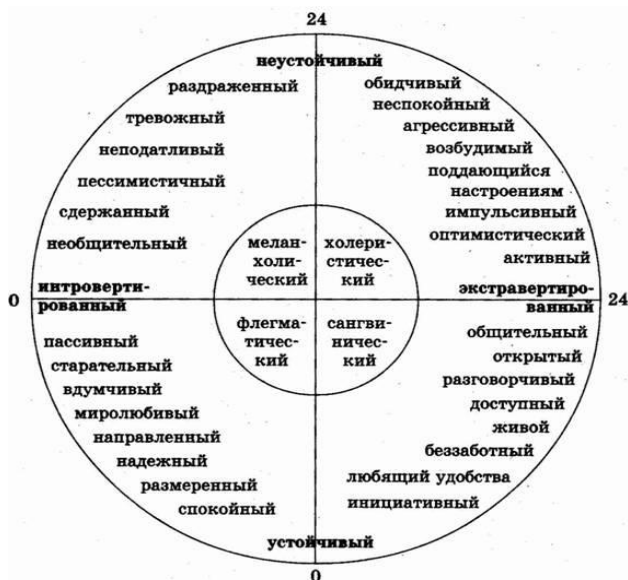 24
неустойчивый
раздраженный
тревожный
неподатливый
пессимистичный
сдержанный
необщительный
обидчивый
неспокойный
агрессивный
возбудимый
поддающийся
настроениям
импульсивный
оптимистический
активный
мелан-
холи-
ческий
холери-
стичес-
кий
0
интроверти-
рованный
экстравертиро-
ванный
24
флегма-
тичес-
кий
сангви-
ничес-
кий
пассивный
старательный
вдумчивый
миролюбивый
направленный
надежный
размеренный
спокойный
общительный
открытый
разговорчивый
доступный
живой
беззаботный
любящий удобства
инициативный
устойчивый
0